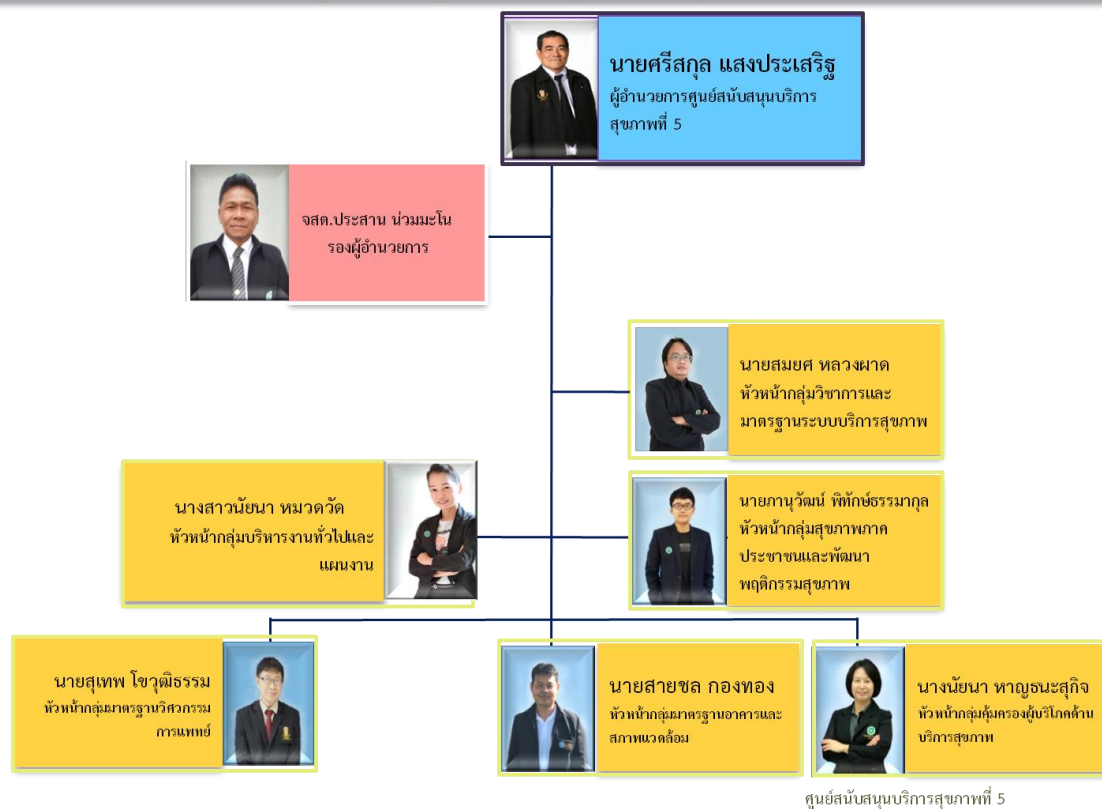 นายศรีสกุล แสงประเสริฐ
ผู้อำนวยการศูนย์สนับสนุนบริการ
สุขภาพที่ 5
จสต.ประสาน น่วมมะโน
รองผู้อำนวยการ
นายสมยศ หลวงผาด
หัวหน้ากลุ่มวิชาการและ
มาตรฐานระบบบริการสุขภาพ
นางสาวนัยนา หมวดวัด
หัวหน้ากลุ่มบริหารงานทั่วไปและ
แผนงาน
นายภานุวัฒน์ พิทักษ์ธรรมากุล
หัวหน้ากลุ่มสุขภาพภาค
ประชาชนและพัฒนา
พฤติกรรมสุขภาพ
นายสุเทพ โขวุฒิธรรม
หัวหน้ากลุ่มมาตรฐานวิศวกรรม
การแพทย์
นายสายชล กองทอง
หัวหน้ากลุ่มมาตรฐานอาคารและ
สภาพแวดล้อม
นางนัยนา หาญธนะสุกิจ
หัวหน้ากลุ่มคุ้มครองผู้บริโภคด้าน
บริการสุขภาพ
ศูนย์สนับสนุนบริการสุขภาพที่ 5